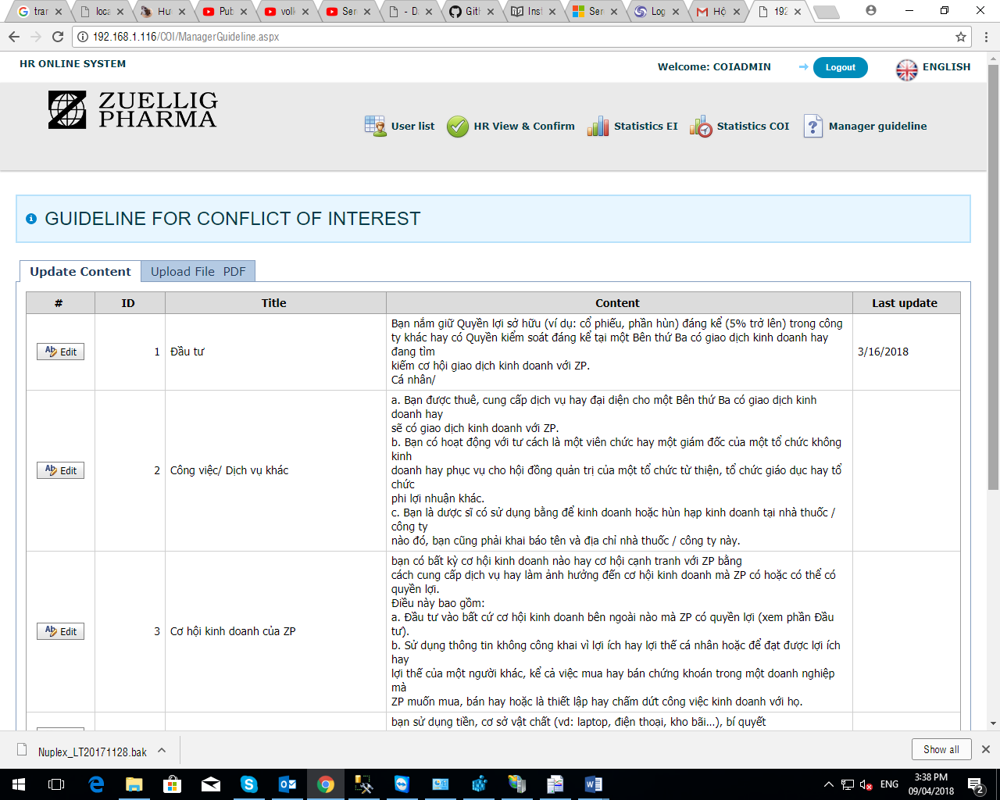 trar
loca
Hướ
Pub
volk
Serv
- Da
Gith
Inst
Serv
Log
Hộ
192
192.168.1.116/COI/ManagerGuideline.aspx
HR ONLINE SYSTEM
Welcome: COIADMIN
Logout
ENGLISH
ZUELLIG
PHARMA
User list
HR View & Confirm
Statistics EI
Statistics COI
Manager guideline
GUIDELINE FOR CONFLICT OF INTEREST
Update Content
Upload File PDF
# ID Title Content Last update
Edit 1 Đầu tư
Bạn nắm giữ Quyền lợi sở hữu (ví dụ: cổ phiếu, phần hùn) đáng kể (5% trở lên) trong công
ty khác hay có Quyền kiểm soát đáng kể tại một Bên thứ Ba có giao dịch kinh doanh hay
đang tìm
kiếm cơ hội giao dịch kinh doanh với ZP.
Cá nhân/
3/16/2018
Edit 2 Công việc/ Dịch vụ khác
a. Bạn được thuê, cung cấp dịch vụ hay đại diện cho một Bên thứ Ba có giao dịch kinh
doanh hay
sẽ có giao dịch kinh doanh với ZP.
b. Bạn có hoạt động với tư cách là một viên chức hay một giám đốc của một tổ chức không
kinh
doanh hay phục vụ cho hội đồng quản trị của một tổ chức từ thiện, tổ chức giáo dục hay tổ
chức
phi lợi nhuận khác.
c. Bạn là dược sĩ có sử dụng bằng để kinh doanh hoặc hùn hạp kinh doanh tại nhà thuốc /
công ty
nào đó, bạn cũng phải khai báo tên và địa chỉ nhà thuốc / công ty này.
Edit 3 Cơ hội kinh doanh của ZP
bạn có bất kỳ cơ hội kinh doanh nào hay cơ hội cạnh tranh với ZP bằng
cách cung cấp dịch vụ hay làm ảnh hưởng đến cơ hội kinh doanh mà ZP có hoặc có thể có
quyền lợi.
Điều này bao gồm:
a. Đầu tư vào bất cứ cơ hội kinh doanh bên ngoài nào mà ZP có quyền lợi (xem phần Đầu
tư).
b. Sử dụng thông tin không công khai vì lợi ích hay lợi thế cá nhân hoặc để đạt được lợi ích
hay
lợi thế của một người khác, kể cả việc mua hay bán chứng khoán trong một doanh nghiệp
mà
ZP muốn mua, bán hay hoặc là thiết lập hay chấm dứt công việc kinh doanh với họ.
bạn sử dụng tiền, cơ sở vật chất (vd: laptop, điện thoại, kho bãi...), bí quyết
Nuplex_LT20171128.bak
Show all
ENG
3:38 PM
09/04/2018
2